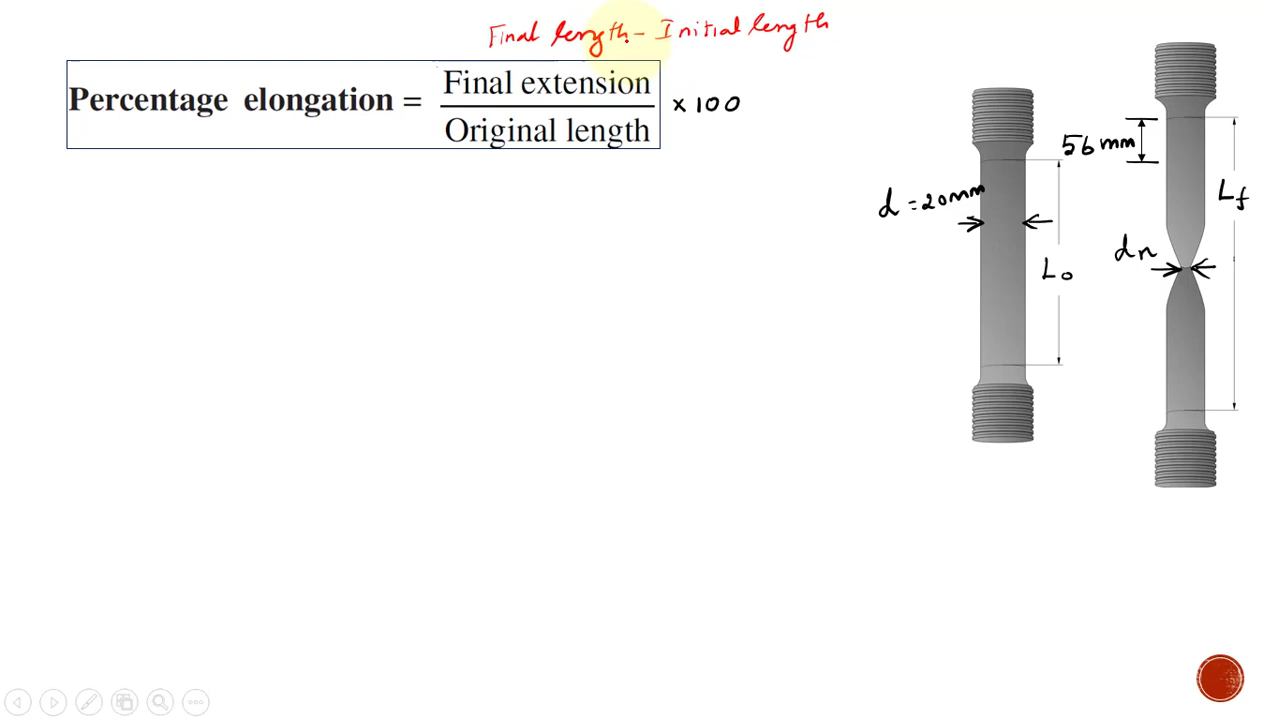 Final length - Initial length
Percentage elongation = Final extension
Original length
× 100
56 mm
d = 20mm
Lf
dn
Lo